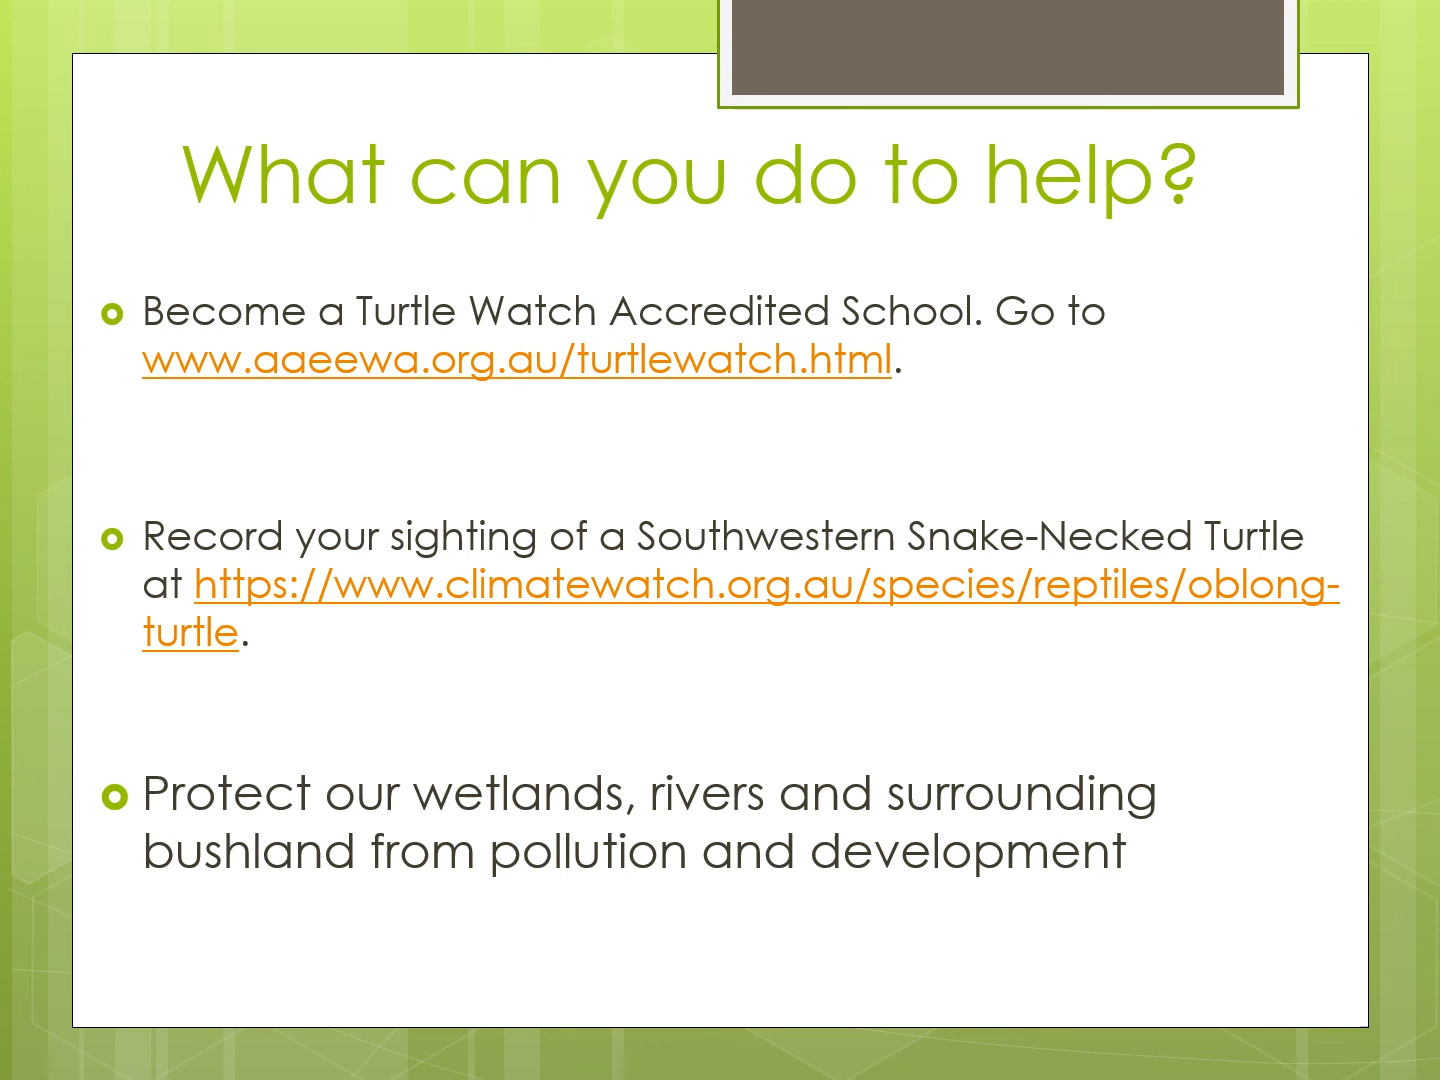 What can you do to help?
Become a Turtle Watch Accredited School. Go to
www.aaeewa.org.au/turtlewatch.html.
Record your sighting of a Southwestern Snake-Necked Turtle
at https://www.climatewatch.org.au/species/reptiles/oblong-
turtle.
Protect our wetlands, rivers and surrounding
bushland from pollution and development